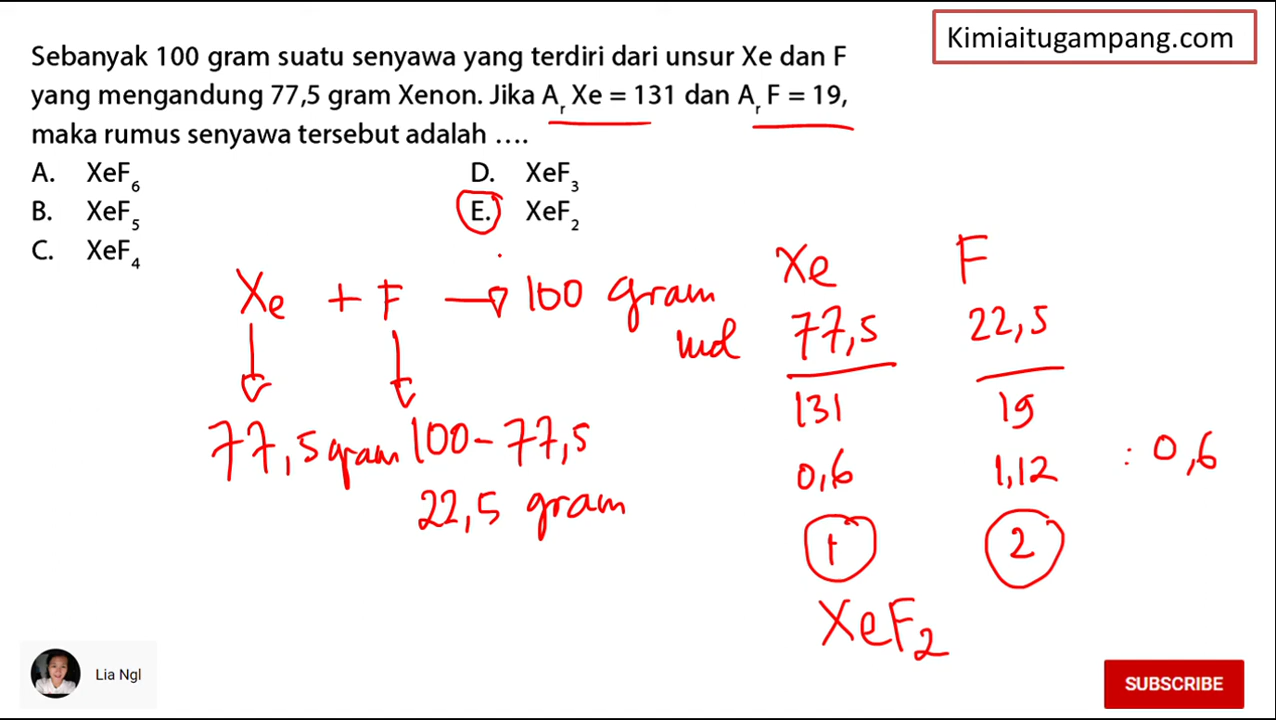 Kimiaitugampang.com
Sebanyak 100 gram suatu senyawa yang terdiri dari unsur Xe dan F
yang mengandung 77,5 gram Xenon. Jika Aᵣ Xe = 131 dan Aᵣ F = 19,
maka rumus senyawa tersebut adalah ....
A. XeF₆
B. XeF₅
C. XeF₄
D. XeF₃
E. XeF₂
Xe + F → 100 gram
77,5 gram 100 - 77,5
22,5 gram
Xe F
mol 77,5 22,5
131 19
0,6 1,12 : 0,6
1 2
XeF₂
Lia Ngl
SUBSCRIBE